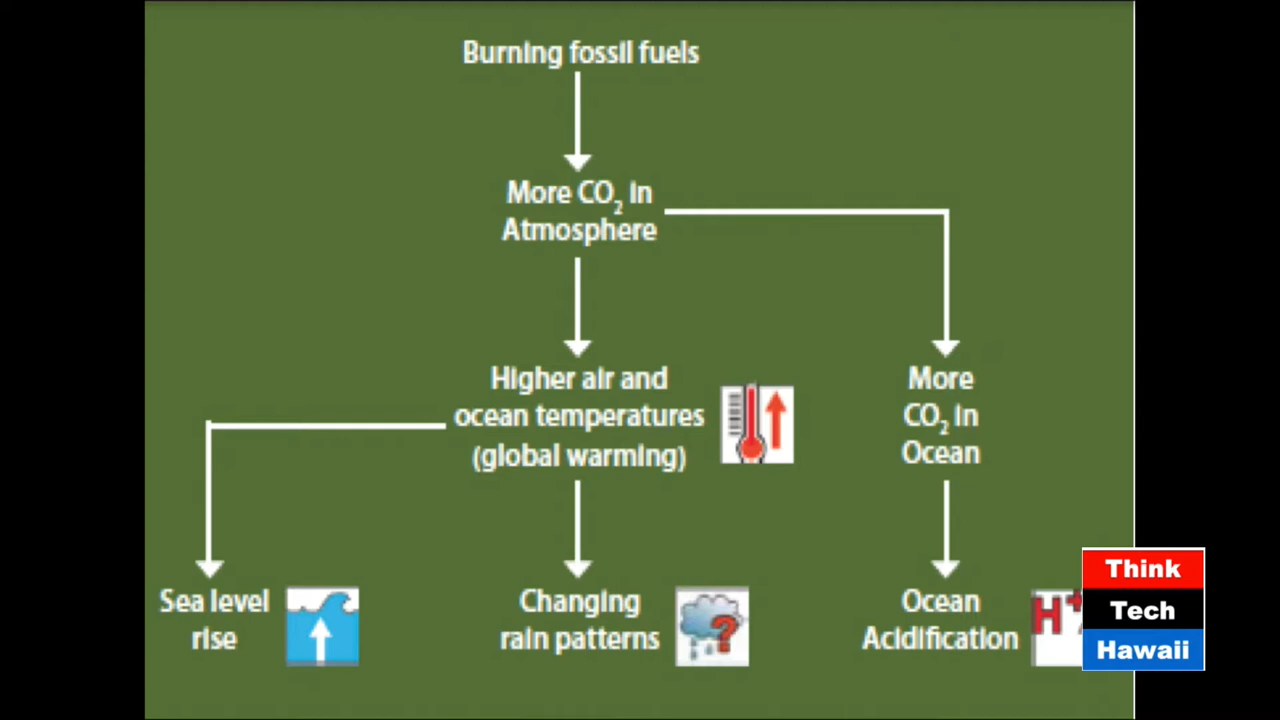 Burning fossil fuels
More CO₂ in
Atmosphere
Higher air and
ocean temperatures
(global warming)
More
CO₂ in
Ocean
Sea level
rise
Changing
rain patterns
?
Ocean
Acidification
H+
Think
Tech
Hawaii